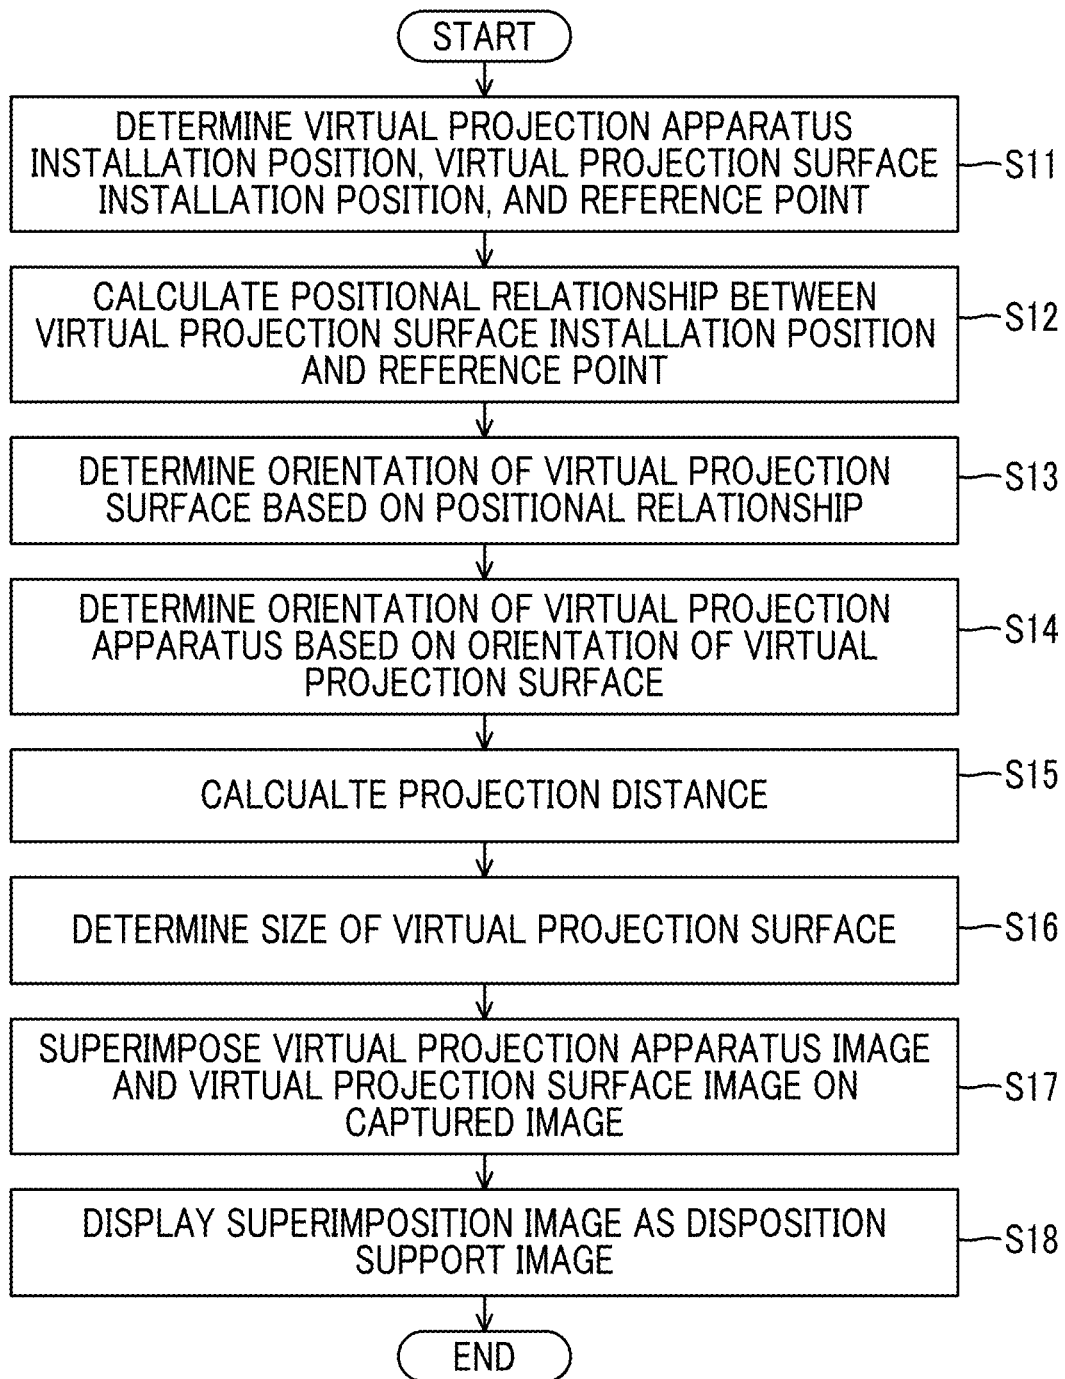 START
DETERMINE VIRTUAL PROJECTION APPARATUS
INSTALLATION POSITION, VIRTUAL PROJECTION SURFACE
INSTALLATION POSITION, AND REFERENCE POINT
S11
CALCULATE POSITIONAL RELATIONSHIP BETWEEN
VIRTUAL PROJECTION SURFACE INSTALLATION POSITION
AND REFERENCE POINT
S12
DETERMINE ORIENTATION OF VIRTUAL PROJECTION
SURFACE BASED ON POSITIONAL RELATIONSHIP
S13
DETERMINE ORIENTATION OF VIRTUAL PROJECTION
APPARATUS BASED ON ORIENTATION OF VIRTUAL
PROJECTION SURFACE
S14
CALCUALTE PROJECTION DISTANCE
S15
DETERMINE SIZE OF VIRTUAL PROJECTION SURFACE
S16
SUPERIMPOSE VIRTUAL PROJECTION APPARATUS IMAGE
AND VIRTUAL PROJECTION SURFACE IMAGE ON
CAPTURED IMAGE
S17
DISPLAY SUPERIMPOSITION IMAGE AS DISPOSITION
SUPPORT IMAGE
S18
END